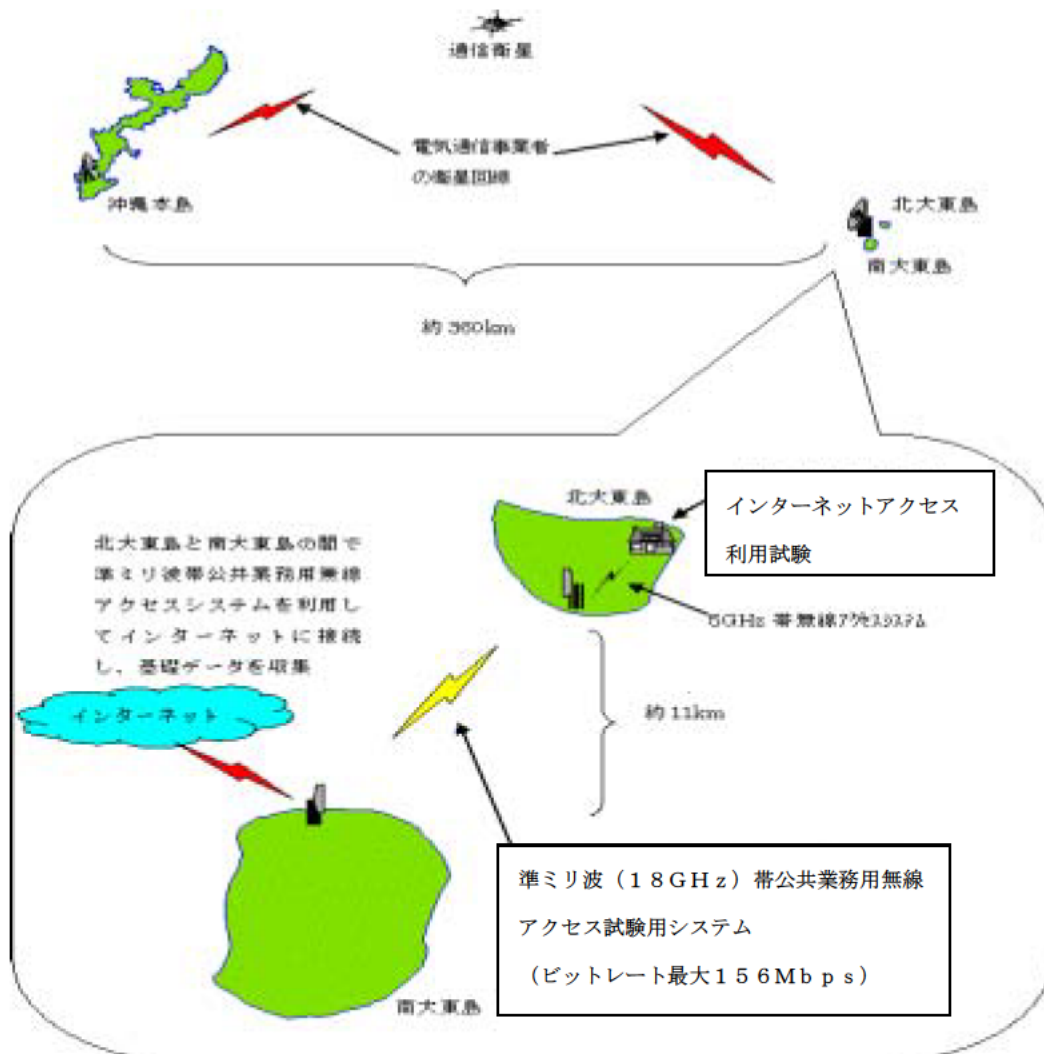 通信衛星
電気通信事業者
の衛星回線
沖縄本島
北大東島
南大東島
約360km
北大東島
インターネットアクセス
利用試験
北大東島と南大東島の間で
準ミリ波帯公共業務用無線
アクセスシステムを利用し
てインターネットに接続
し、基礎データを収集
5GHz 帯無線アクセスシステム
インターネット
約11km
準ミリ波（１８ＧＨｚ）帯公共業務用無線
アクセス試験用システム
（ビットレート最大１５６Ｍｂｐｓ）
南大東島